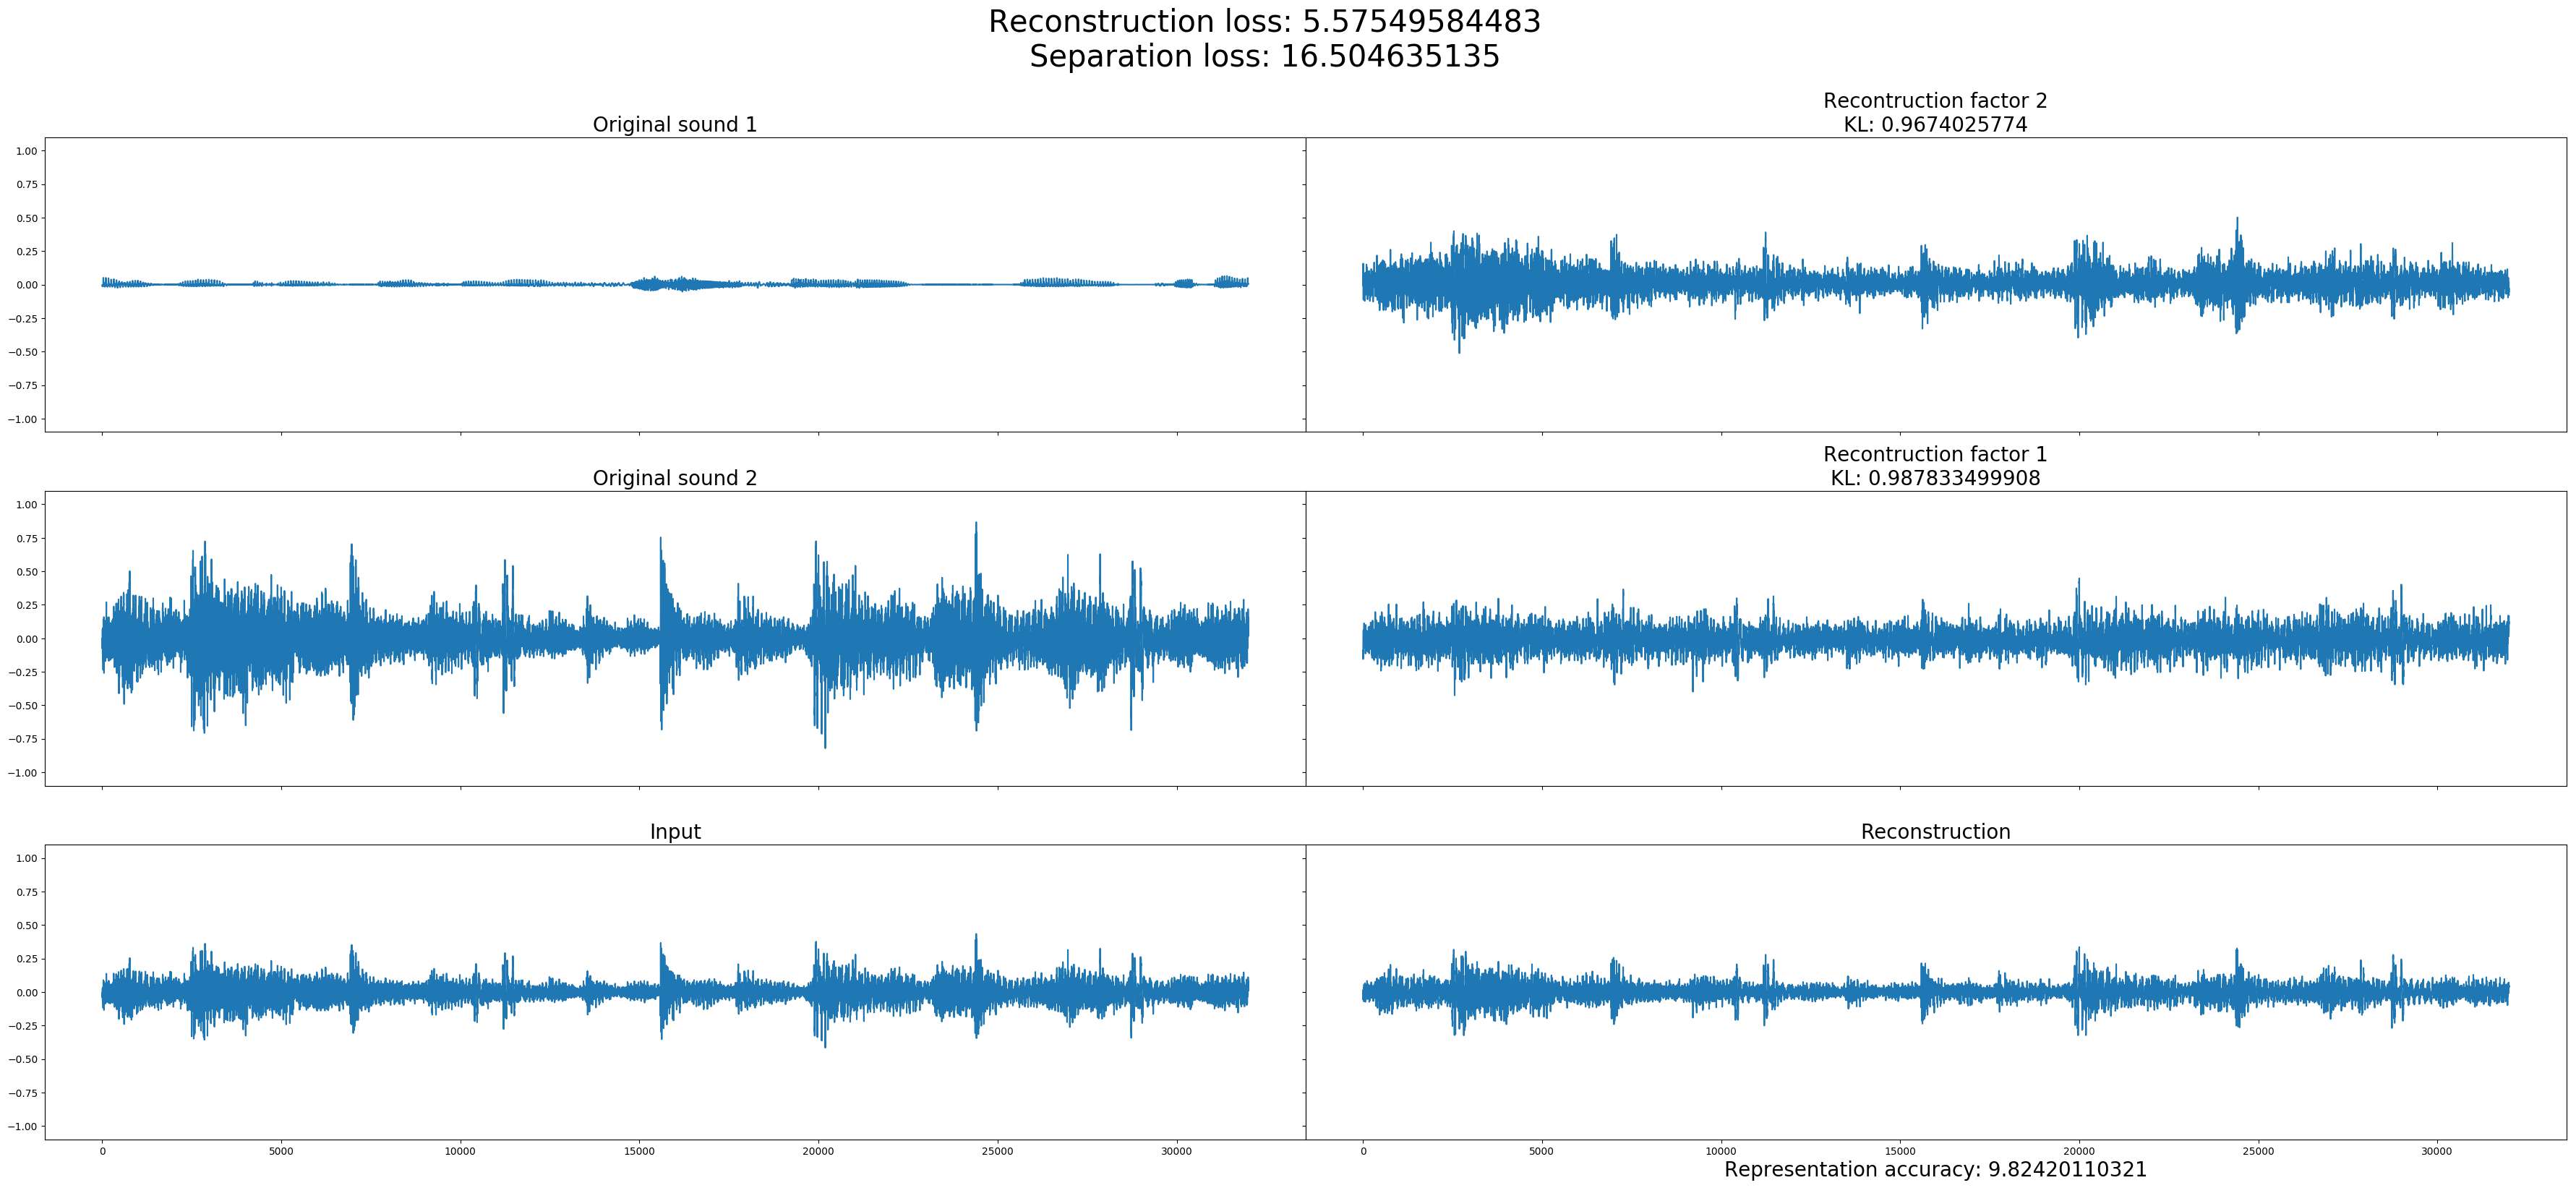 Reconstruction loss: 5.57549584483
Separation loss: 16.504635135
Original sound 1
Recontruction factor 2
KL: 0.9674025774
1.00
0.75
0.50
0.25
0.00
−0.25
−0.50
−0.75
−1.00
Original sound 2
Recontruction factor 1
KL: 0.987833499908
1.00
0.75
0.50
0.25
0.00
−0.25
−0.50
−0.75
−1.00
Input
Reconstruction
1.00
0.75
0.50
0.25
0.00
−0.25
−0.50
−0.75
−1.00
0 5000 10000 15000 20000 25000 30000
0 5000 10000 15000 20000 25000 30000
Representation accuracy: 9.82420110321